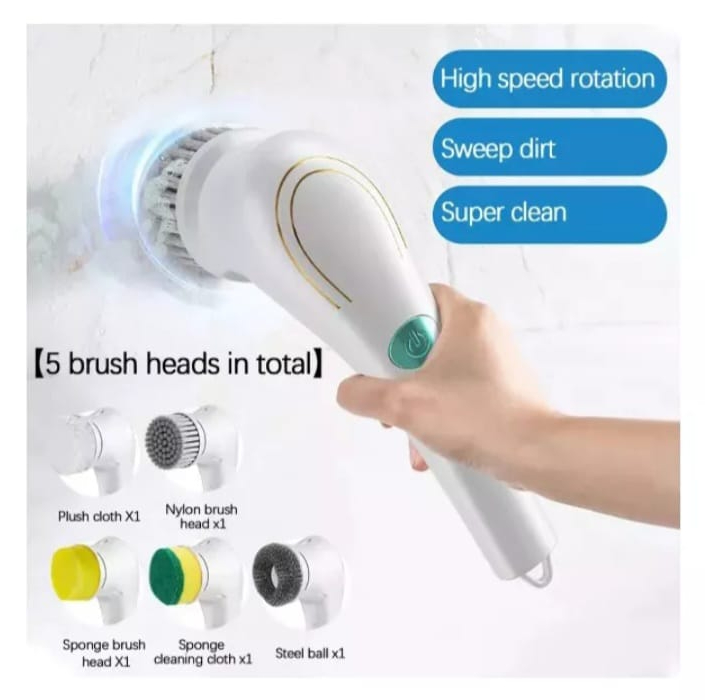 High speed rotation
Sweep dirt
Super clean
【5 brush heads in total】
Plush cloth X1
Nylon brush
head x1
Sponge brush
head X1
Sponge
cleaning cloth x1
Steel ball x1